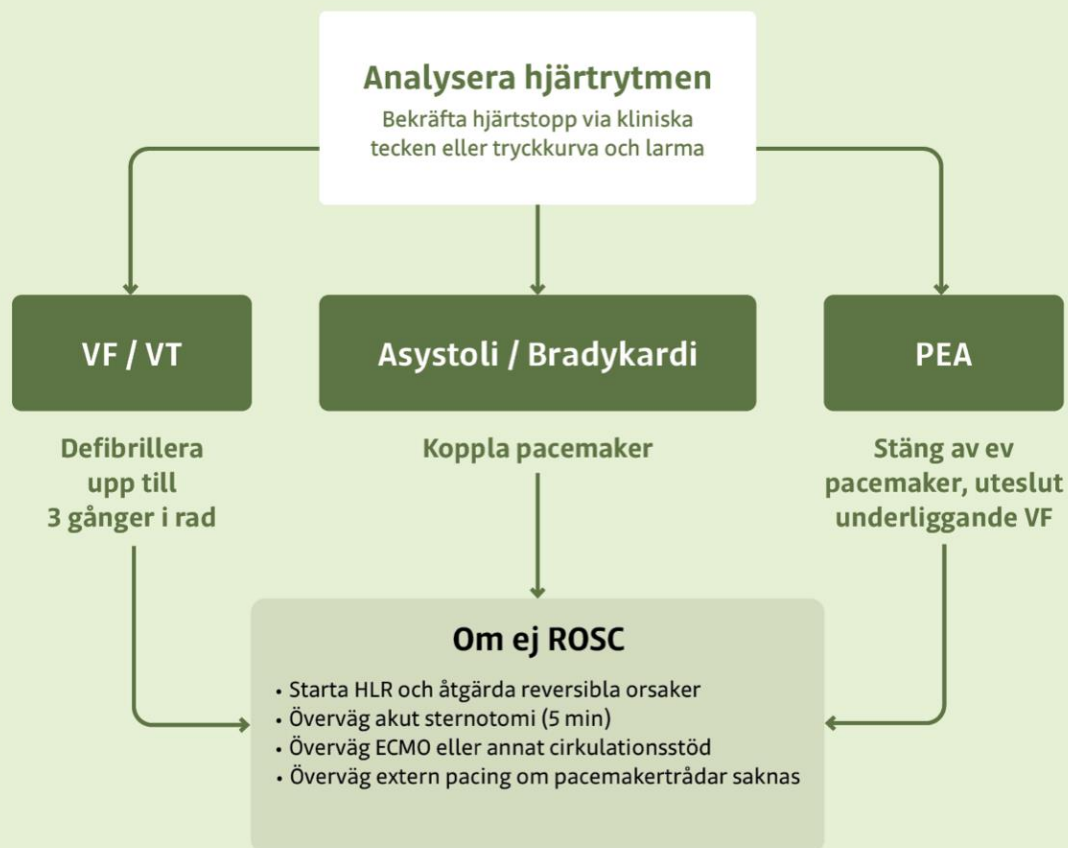 Analysera hjärtrytmen
Bekräfta hjärtstopp via kliniska
tecken eller tryckkurva och larma
VF / VT
Defibrillera
upp till
3 gånger i rad
Asystoli / Bradykardi
Koppla pacemaker
PEA
Stäng av ev
pacemaker, uteslut
underliggande VF
Om ej ROSC
• Starta HLR och åtgärda reversibla orsaker
• Överväg akut sternotomi (5 min)
• Överväg ECMO eller annat cirkulationsstöd
• Överväg extern pacing om pacemakertrådar saknas